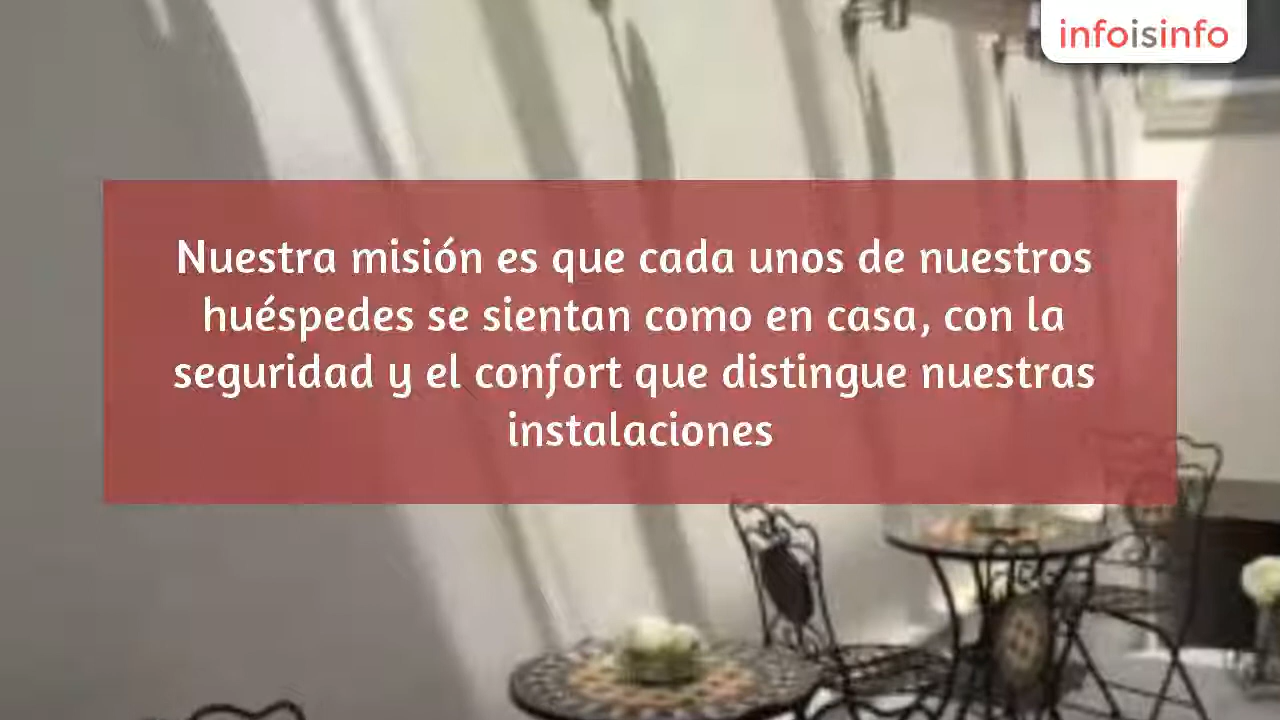 infoisinfo
Nuestra misión es que cada unos de nuestros
huéspedes se sientan como en casa, con la
seguridad y el confort que distingue nuestras
instalaciones